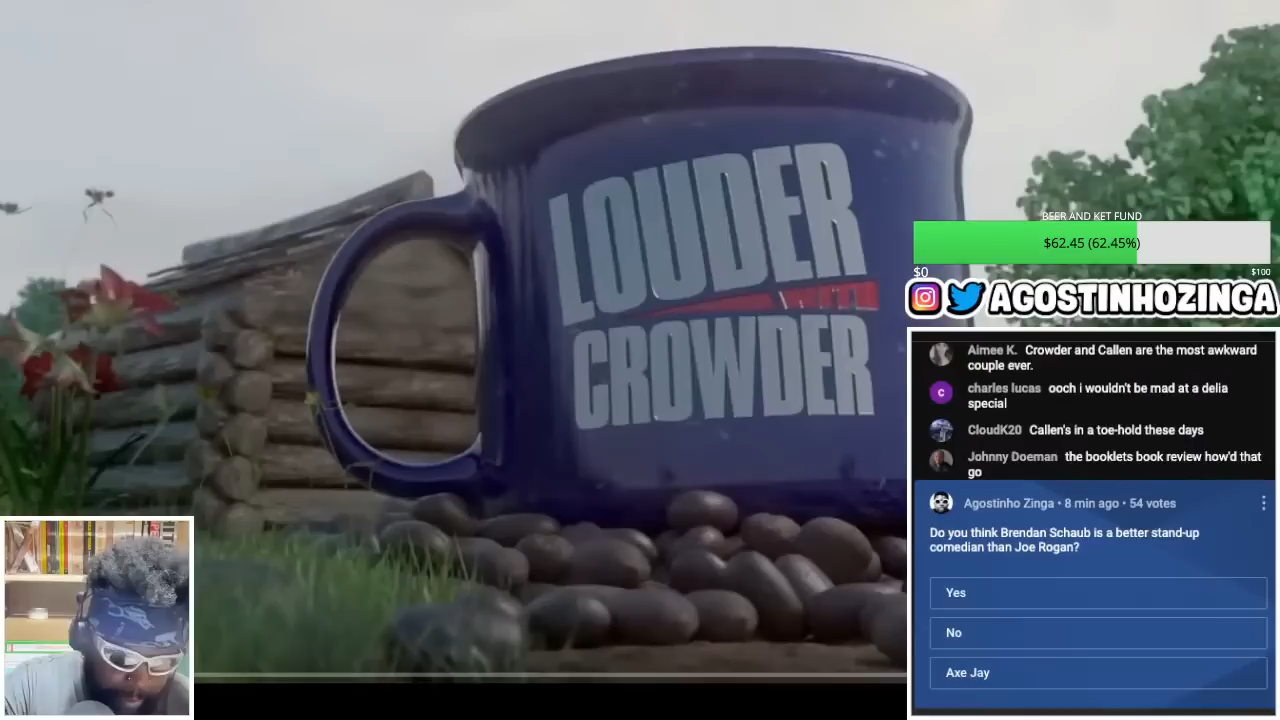 LOUDER
WITH
CROWDER
BEER AND KET FUND
$62.45 (62.45%)
$0
$100
AGOSTINHOZINGA
Aimee K. Crowder and Callen are the most awkward
couple ever.
charles lucas ooch i wouldn't be mad at a delia
special
CloudK20 Callen's in a toe-hold these days
Johnny Doeman the booklets book review how'd that
go
Agostinho Zinga • 8 min ago • 54 votes
Do you think Brendan Schaub is a better stand-up
comedian than Joe Rogan?
Yes
No
Axe Jay